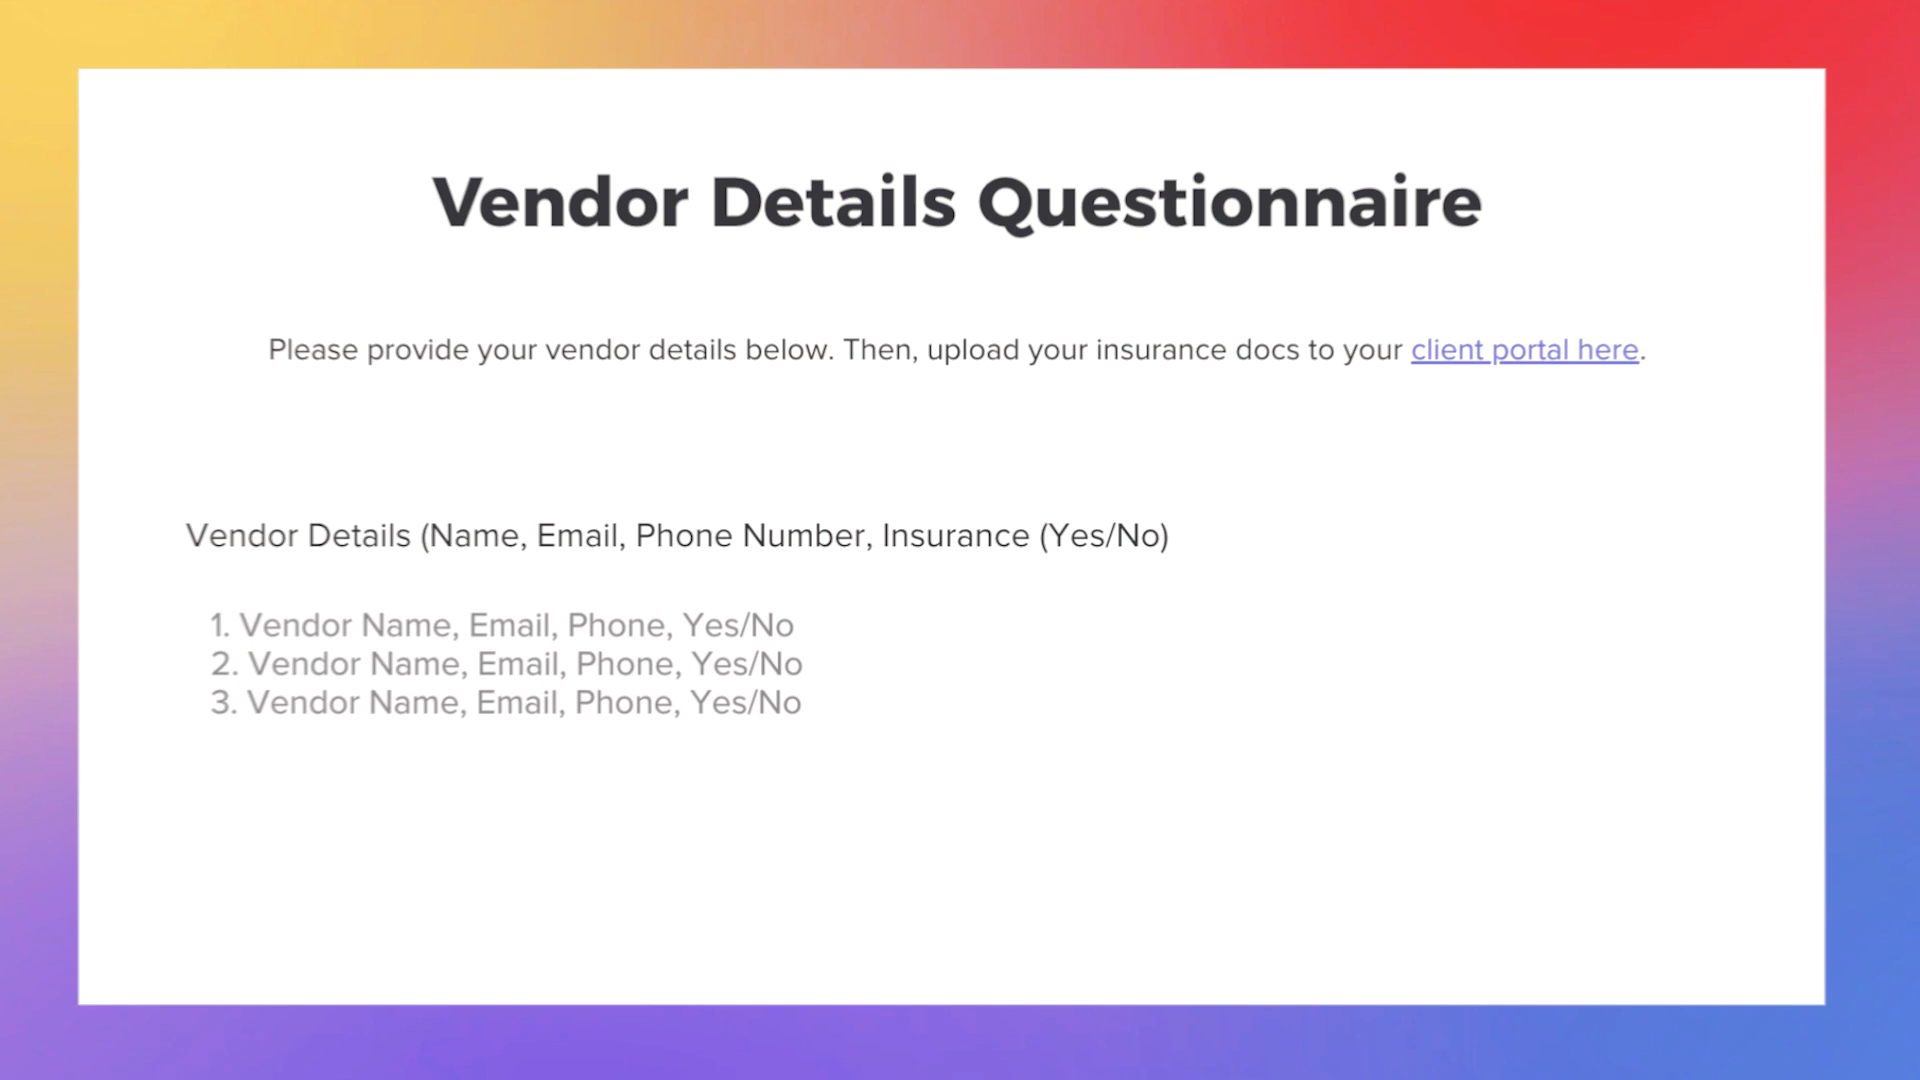 Vendor Details Questionnaire
Please provide your vendor details below. Then, upload your insurance docs to your client portal here.
Vendor Details (Name, Email, Phone Number, Insurance (Yes/No)
1. Vendor Name, Email, Phone, Yes/No
2. Vendor Name, Email, Phone, Yes/No
3. Vendor Name, Email, Phone, Yes/No